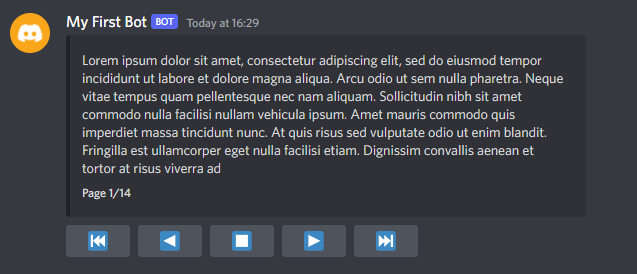 My First Bot BOT Today at 16:29
Lorem ipsum dolor sit amet, consectetur adipiscing elit, sed do eiusmod tempor
incididunt ut labore et dolore magna aliqua. Arcu odio ut sem nulla pharetra. Neque
vitae tempus quam pellentesque nec nam aliquam. Sollicitudin nibh sit amet
commodo nulla facilisi nullam vehicula ipsum. Amet mauris commodo quis
imperdiet massa tincidunt nunc. At quis risus sed vulputate odio ut enim blandit.
Fringilla est ullamcorper eget nulla facilisi etiam. Dignissim convallis aenean et
tortor at risus viverra ad
Page 1/14